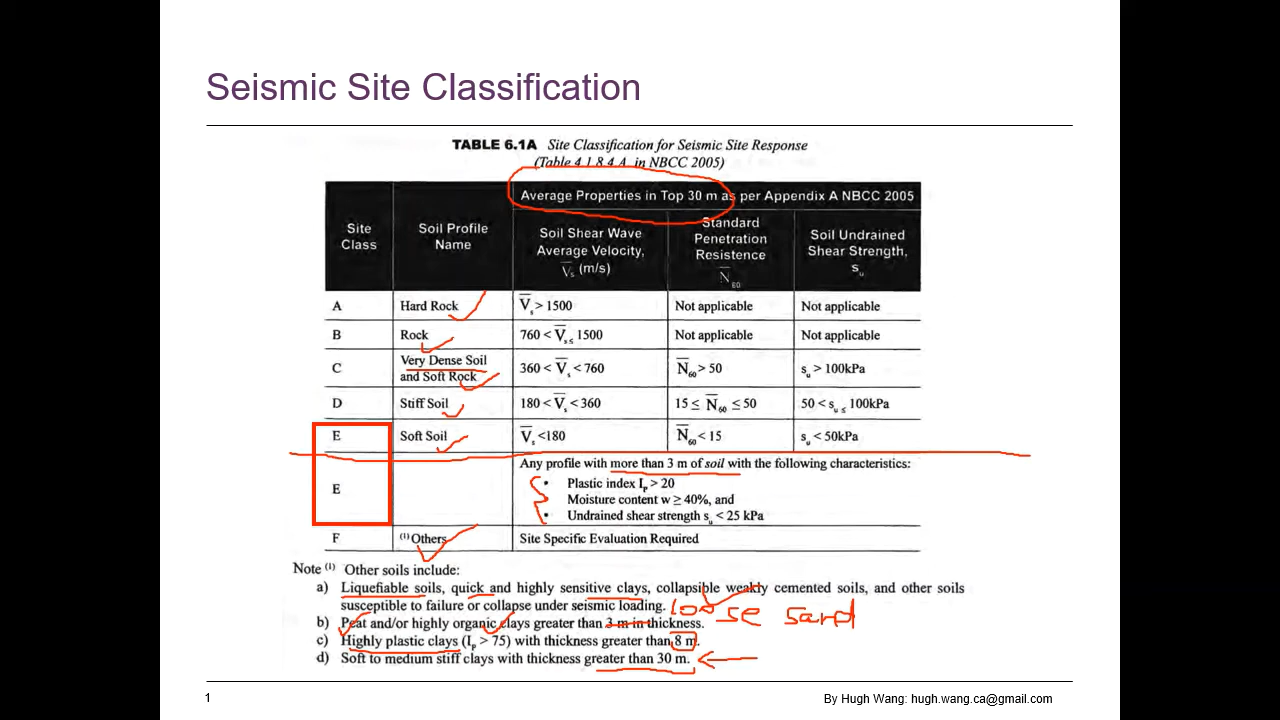 Seismic Site Classification
TABLE 6.1A Site Classification for Seismic Site Response
(Table 4.1.8.4.A. in NBCC 2005)
Average Properties in Top 30 m as per Appendix A NBCC 2005
Site Class
Soil Profile Name
Soil Shear Wave Average Velocity, V̅s (m/s)
Standard Penetration Resistence N̅60
Soil Undrained Shear Strength, su
A Hard Rock V̅s > 1500 Not applicable Not applicable
B Rock 760 < V̅s ≤ 1500 Not applicable Not applicable
C Very Dense Soil and Soft Rock 360 < V̅s < 760 N̅60 > 50 su > 100kPa
D Stiff Soil 180 < V̅s < 360 15 ≤ N̅60 ≤ 50 50 < su ≤ 100kPa
E Soft Soil V̅s <180 N̅60 < 15 su < 50kPa
E Any profile with more than 3 m of soil with the following characteristics:
• Plastic index Ip > 20
• Moisture content w ≥ 40%, and
• Undrained shear strength su < 25 kPa
F (1) Others Site Specific Evaluation Required
Note (1) Other soils include:
a) Liquefiable soils, quick and highly sensitive clays, collapsible weakly cemented soils, and other soils
susceptible to failure or collapse under seismic loading.
loose sand
b) Peat and/or highly organic clays greater than 3 m in thickness.
c) Highly plastic clays (Ip > 75) with thickness greater than 8 m.
d) Soft to medium stiff clays with thickness greater than 30 m.
1
By Hugh Wang: hugh.wang.ca@gmail.com